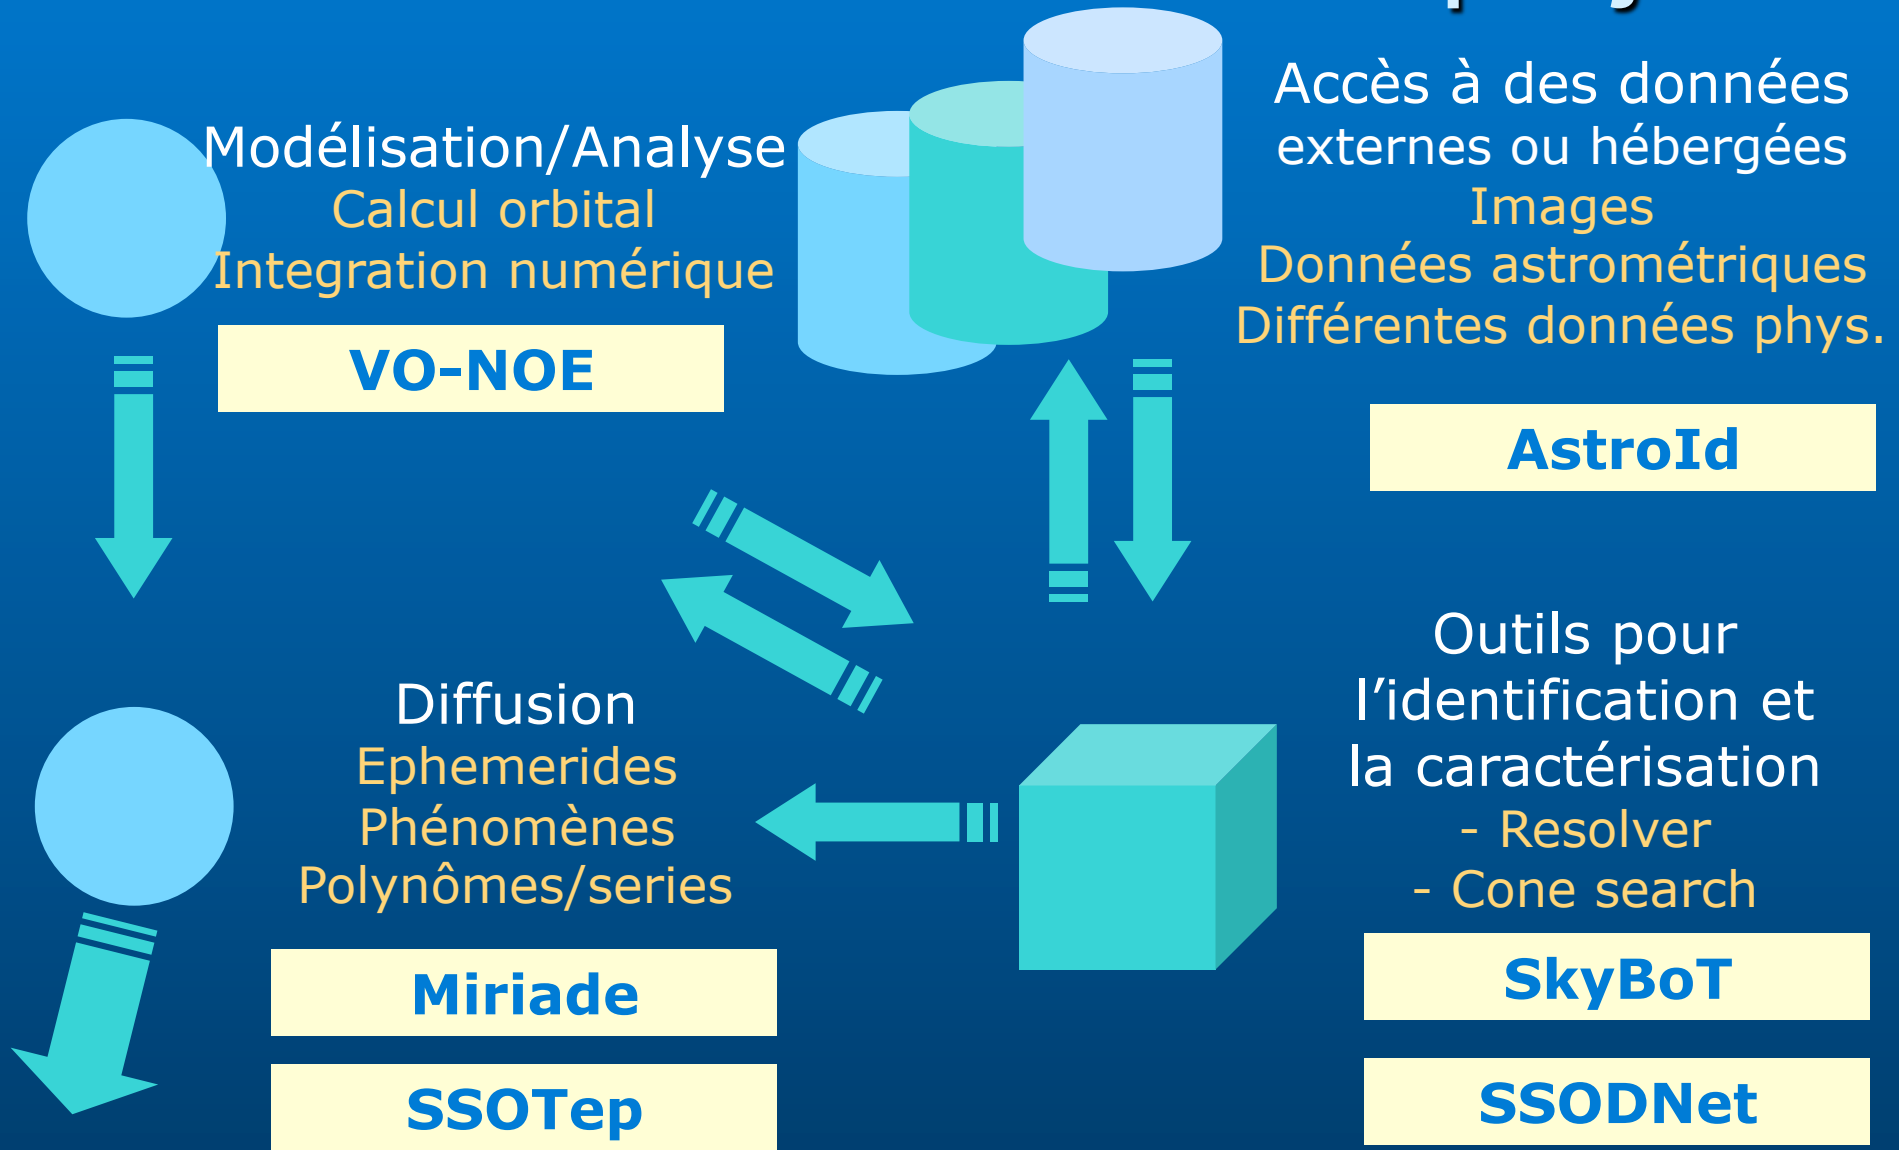 Modélisation/Analyse
Calcul orbital
Integration numérique
VO-NOE
Accès à des données
externes ou hébergées
Images
Données astrométriques
Différentes données phys.
AstroId
Diffusion
Ephemerides
Phénomènes
Polynômes/series
Miriade
SSOTep
Outils pour
l’identification et
la caractérisation
- Resolver
- Cone search
SkyBoT
SSODNet